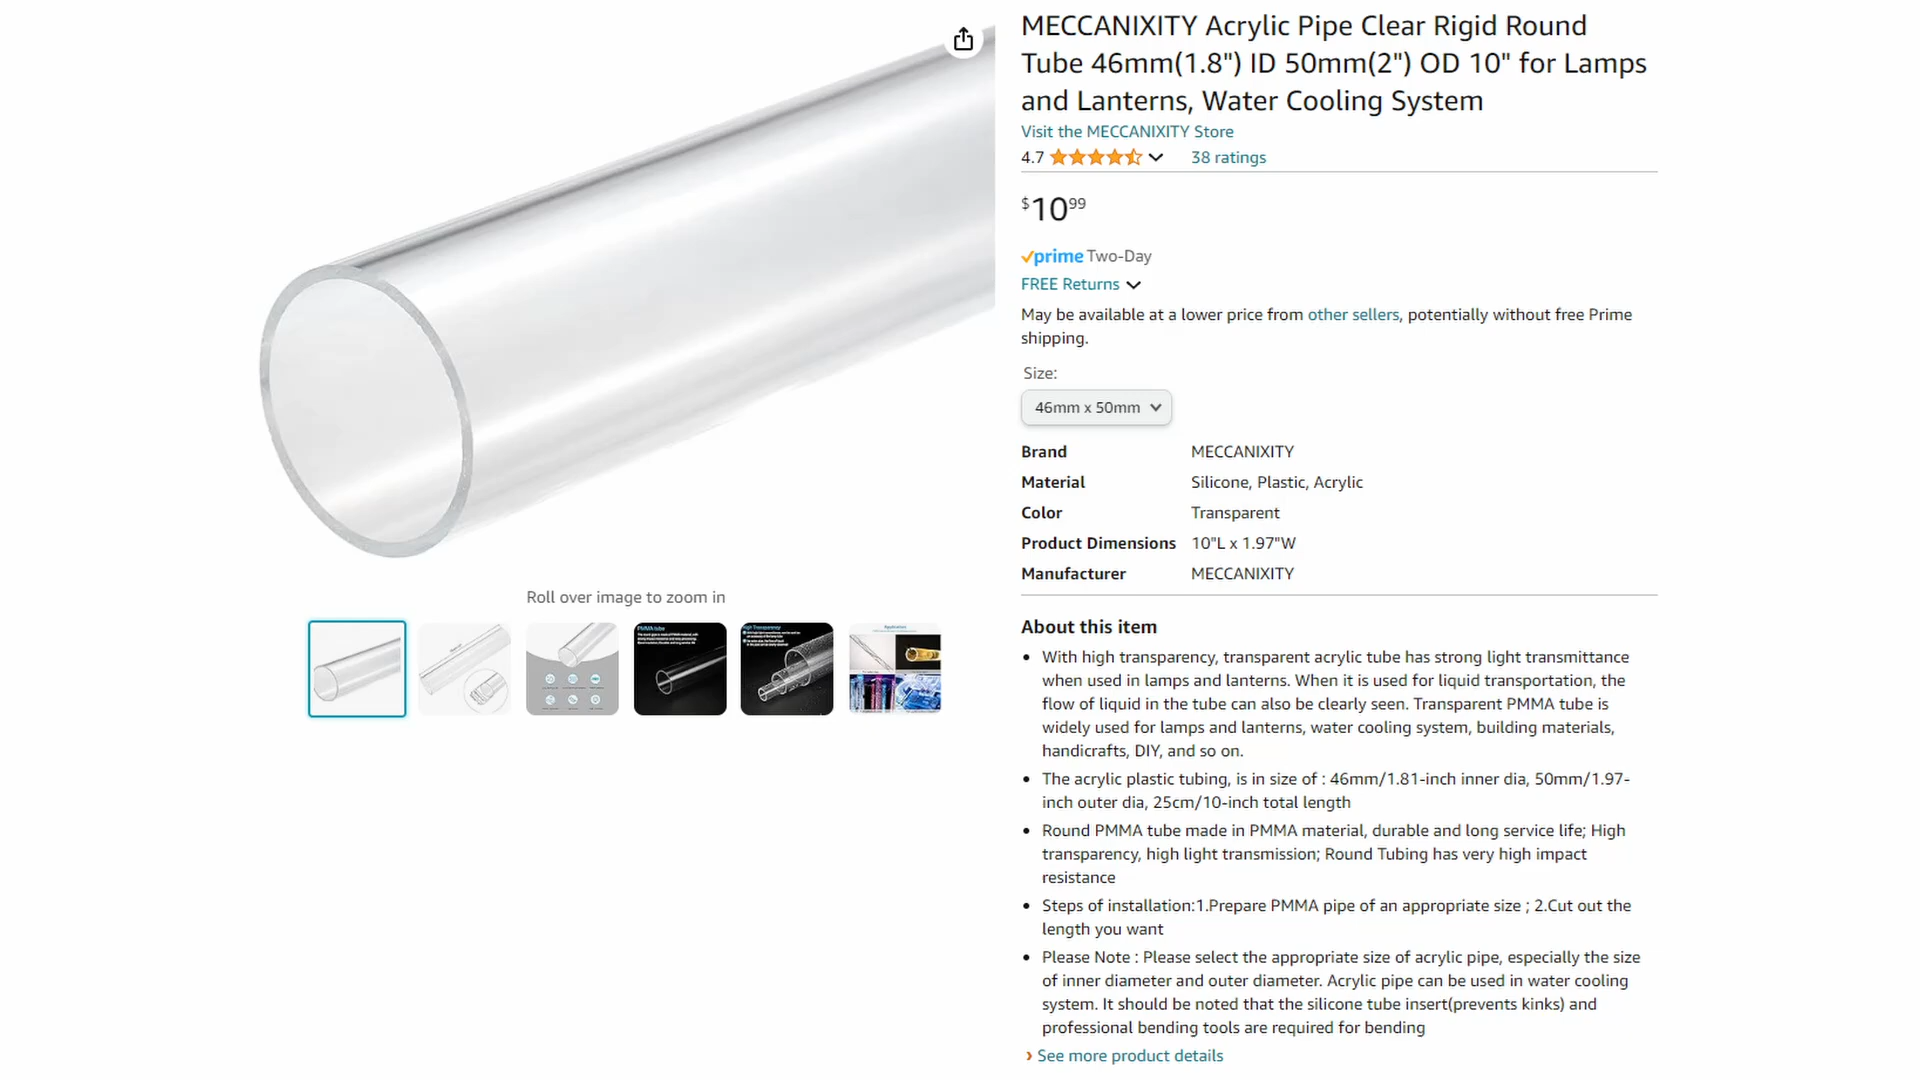 MECCANIXITY Acrylic Pipe Clear Rigid Round
Tube 46mm(1.8") ID 50mm(2") OD 10" for Lamps
and Lanterns, Water Cooling System
Visit the MECCANIXITY Store
4.7
38 ratings
$10 99
prime Two-Day
FREE Returns
May be available at a lower price from other sellers, potentially without free Prime
shipping.
Size:
46mm x 50mm
Brand MECCANIXITY
Material Silicone, Plastic, Acrylic
Color Transparent
Product Dimensions 10"L x 1.97"W
Manufacturer MECCANIXITY
Roll over image to zoom in
PMMA tube
High Transparency
Application
About this item
• With high transparency, transparent acrylic tube has strong light transmittance
when used in lamps and lanterns. When it is used for liquid transportation, the
flow of liquid in the tube can also be clearly seen. Transparent PMMA tube is
widely used for lamps and lanterns, water cooling system, building materials,
handicrafts, DIY, and so on.
• The acrylic plastic tubing, is in size of : 46mm/1.81-inch inner dia, 50mm/1.97-
inch outer dia, 25cm/10-inch total length
• Round PMMA tube made in PMMA material, durable and long service life; High
transparency, high light transmission; Round Tubing has very high impact
resistance
• Steps of installation:1.Prepare PMMA pipe of an appropriate size ; 2.Cut out the
length you want
• Please Note : Please select the appropriate size of acrylic pipe, especially the size
of inner diameter and outer diameter. Acrylic pipe can be used in water cooling
system. It should be noted that the silicone tube insert(prevents kinks) and
professional bending tools are required for bending
› See more product details